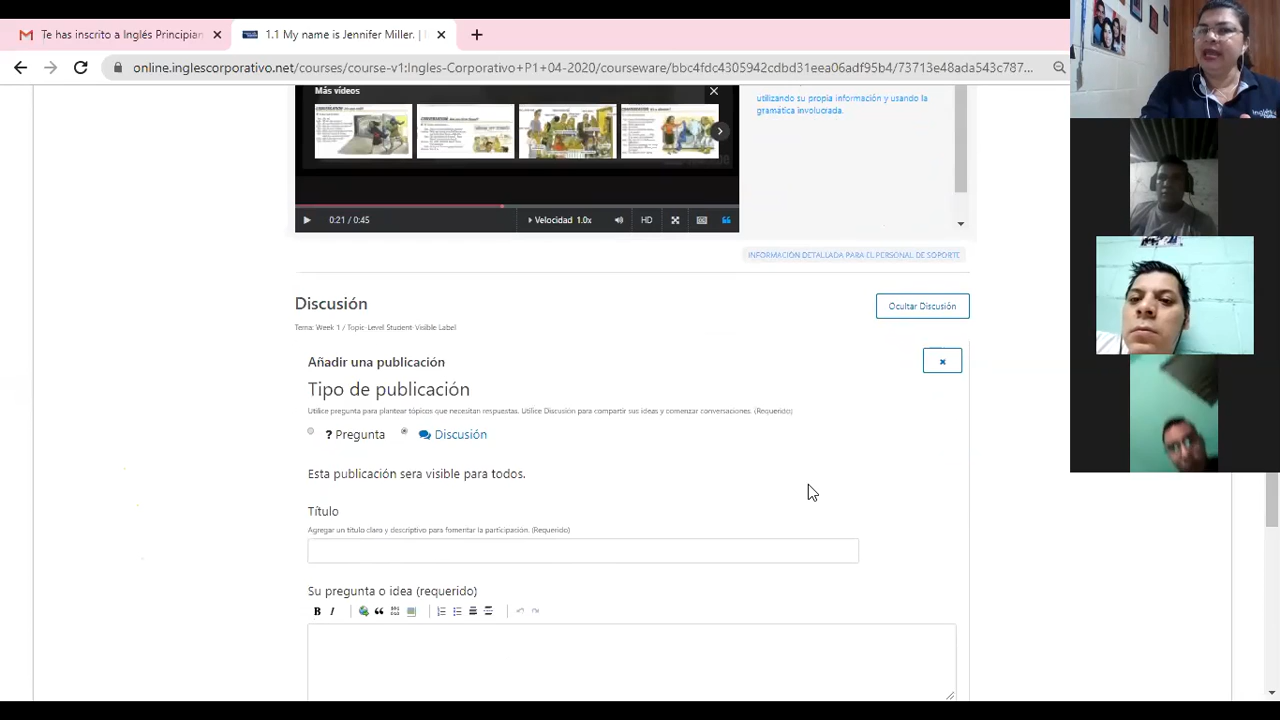 Te has inscrito a Inglés Principian
1.1 My name is Jennifer Miller. |
online.inglescorporativo.net/courses/course-v1:Ingles-Corporativo+P1+04-2020/courseware/bbc4fdc4305942cdbd31eea06adf95b4/73713e48ada543c787...
Más vídeos
utilizando su propia información y usando la
gramatica involucrada.
0:21 / 0:45
Velocidad 1.0x
HD
INFORMACIÓN DETALLADA PARA EL PERSONAL DE SOPORTE
Discusión
Ocultar Discusión
Tema: Week 1 / Topic-Level Student-Visible Label
Añadir una publicación
Tipo de publicación
Utilice pregunta para plantear tópicos que necesitan respuestas. Utilice Discusión para compartir sus ideas y comenzar conversaciones. (Requerido)
? Pregunta
Discusión
Esta publicación sera visible para todos.
Título
Agregar un título claro y descriptivo para fomentar la participación. (Requerido)
Su pregunta o idea (requerido)
B I